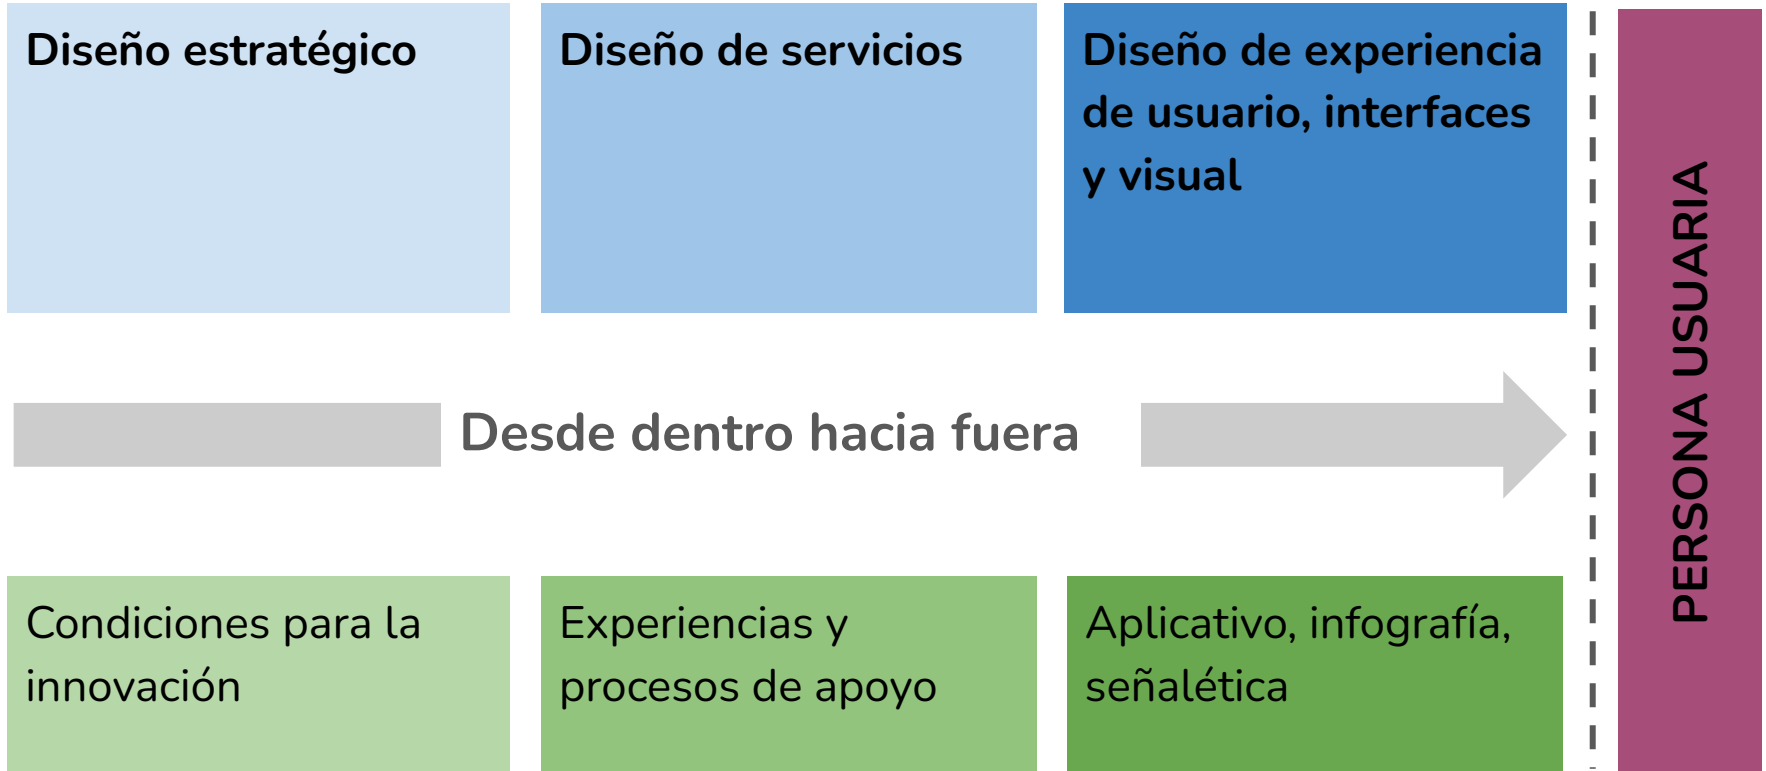 Diseño estratégico
Diseño de servicios
Diseño de experiencia
de usuario, interfaces
y visual
Desde dentro hacia fuera
Condiciones para la
innovación
Experiencias y
procesos de apoyo
Aplicativo, infografía,
señalética
PERSONA USUARIA